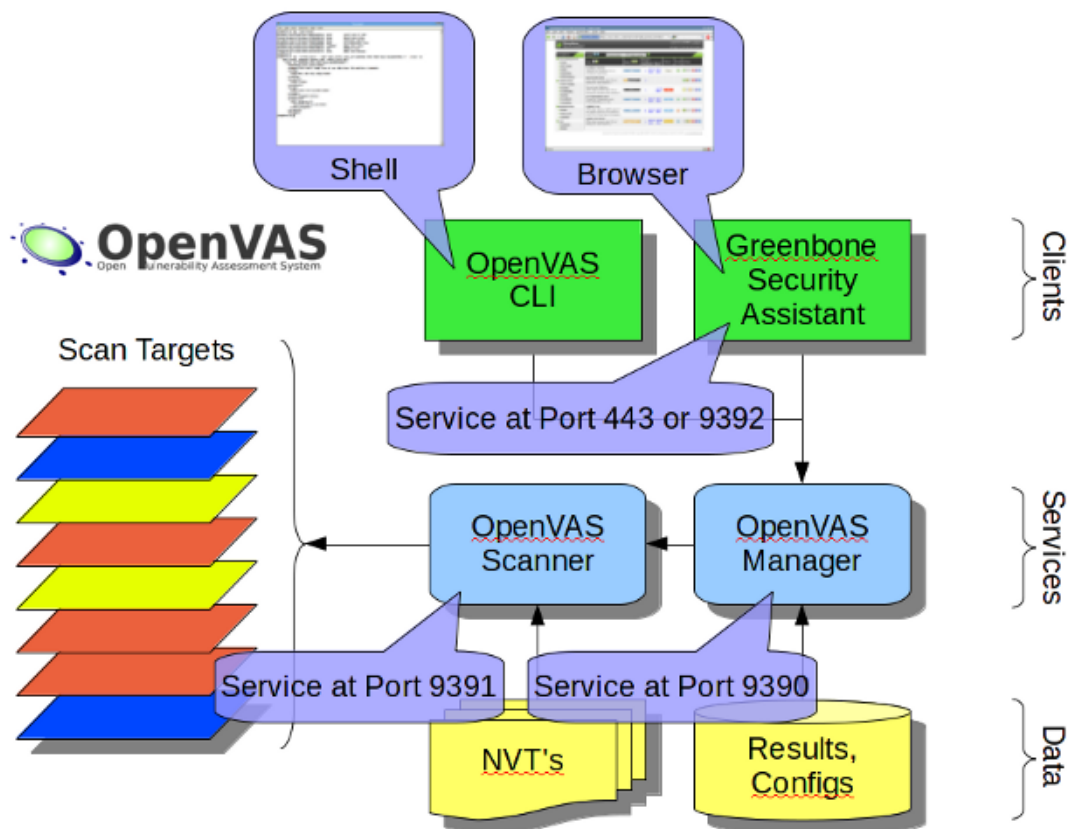 Shell
Browser
OpenVAS
Open Vulnerability Assessment System
OpenVAS
CLI
Greenbone
Security
Assistant
Clients
Scan Targets
Service at Port 443 or 9392
OpenVAS
Scanner
OpenVAS
Manager
Services
Service at Port 9391
Service at Port 9390
NVT's
Results,
Configs
Data